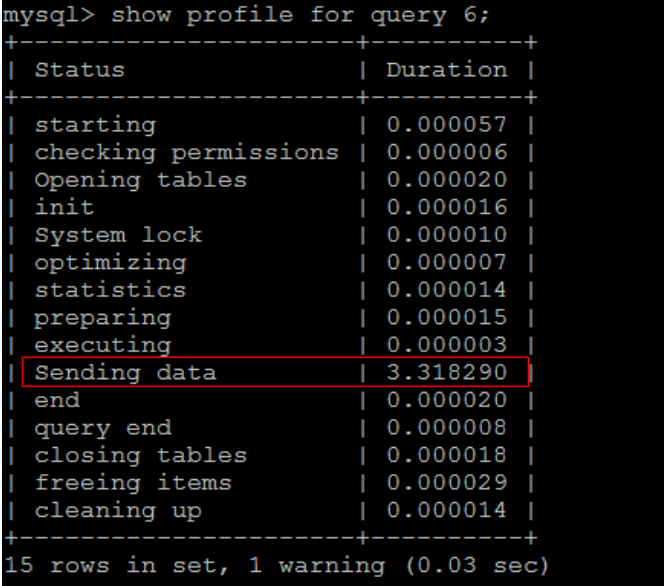 mysql> show profile for query 6;
+----------------------+----------+
| Status               | Duration |
+----------------------+----------+
| starting             | 0.000057 |
| checking permissions | 0.000006 |
| Opening tables       | 0.000020 |
| init                 | 0.000016 |
| System lock          | 0.000010 |
| optimizing           | 0.000007 |
| statistics           | 0.000014 |
| preparing            | 0.000015 |
| executing            | 0.000003 |
| Sending data         | 3.318290 |
| end                  | 0.000020 |
| query end            | 0.000008 |
| closing tables       | 0.000018 |
| freeing items        | 0.000029 |
| cleaning up          | 0.000014 |
+----------------------+----------+
15 rows in set, 1 warning (0.03 sec)